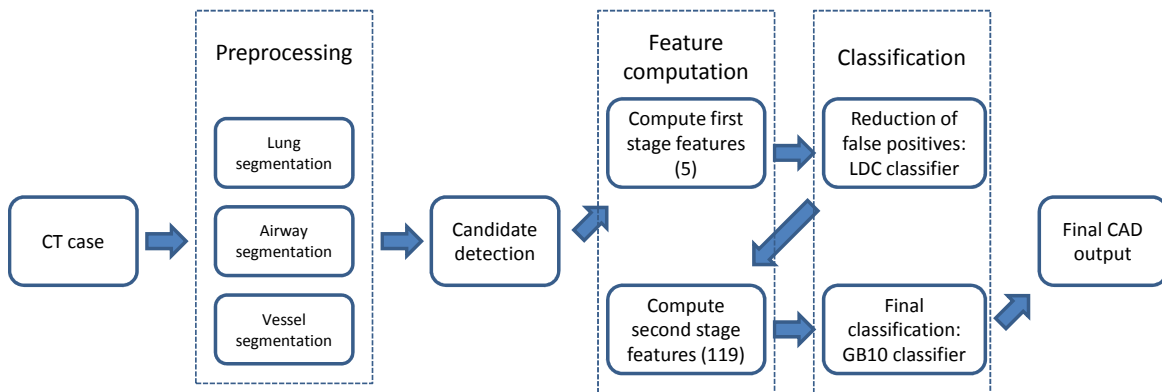 CT case
Preprocessing
Lung
segmentation
Airway
segmentation
Vessel
segmentation
Candidate
detection
Feature
computation
Compute first
stage features
(5)
Compute
second stage
features (119)
Classification
Reduction of
false positives:
LDC classifier
Final
classification:
GB10 classifier
Final CAD
output